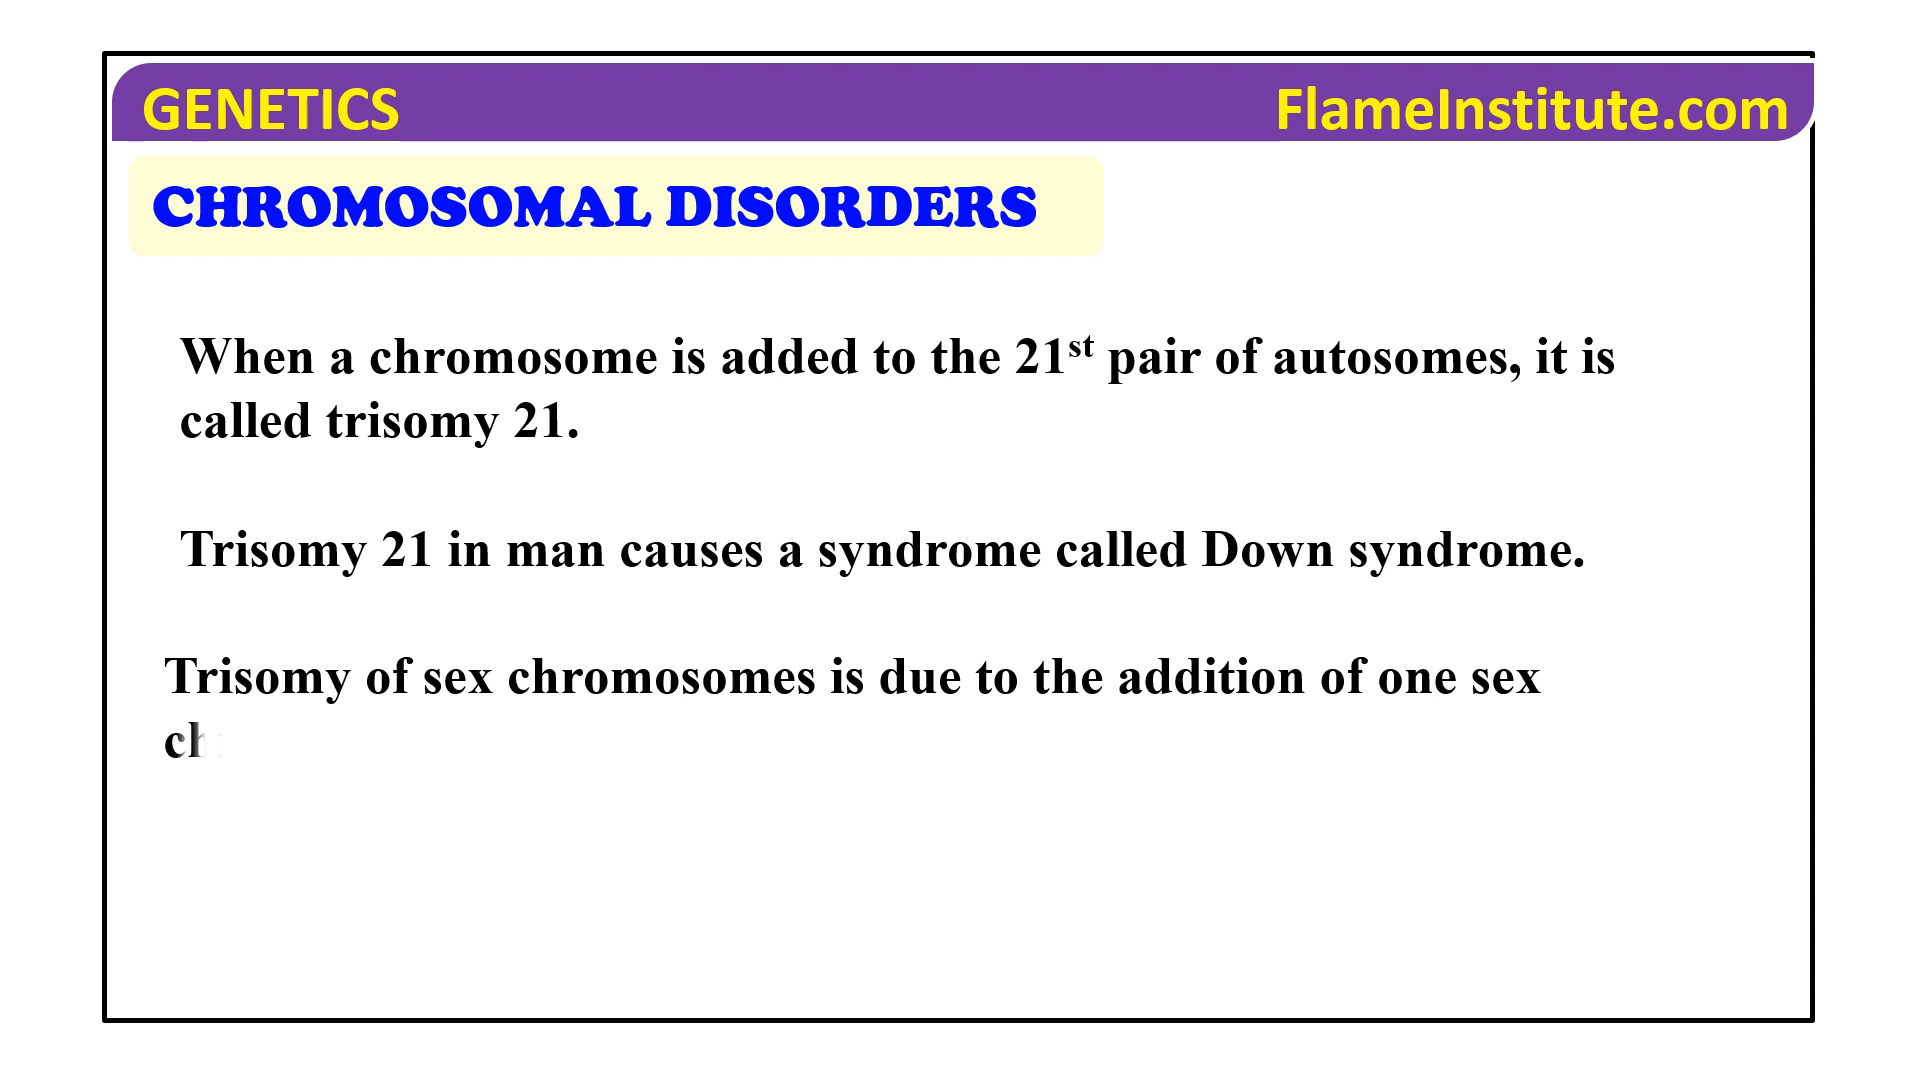 GENETICS FlameInstitute.com
CHROMOSOMAL DISORDERS
When a chromosome is added to the 21st pair of autosomes, it is
called trisomy 21.
Trisomy 21 in man causes a syndrome called Down syndrome.
Trisomy of sex chromosomes is due to the addition of one sex